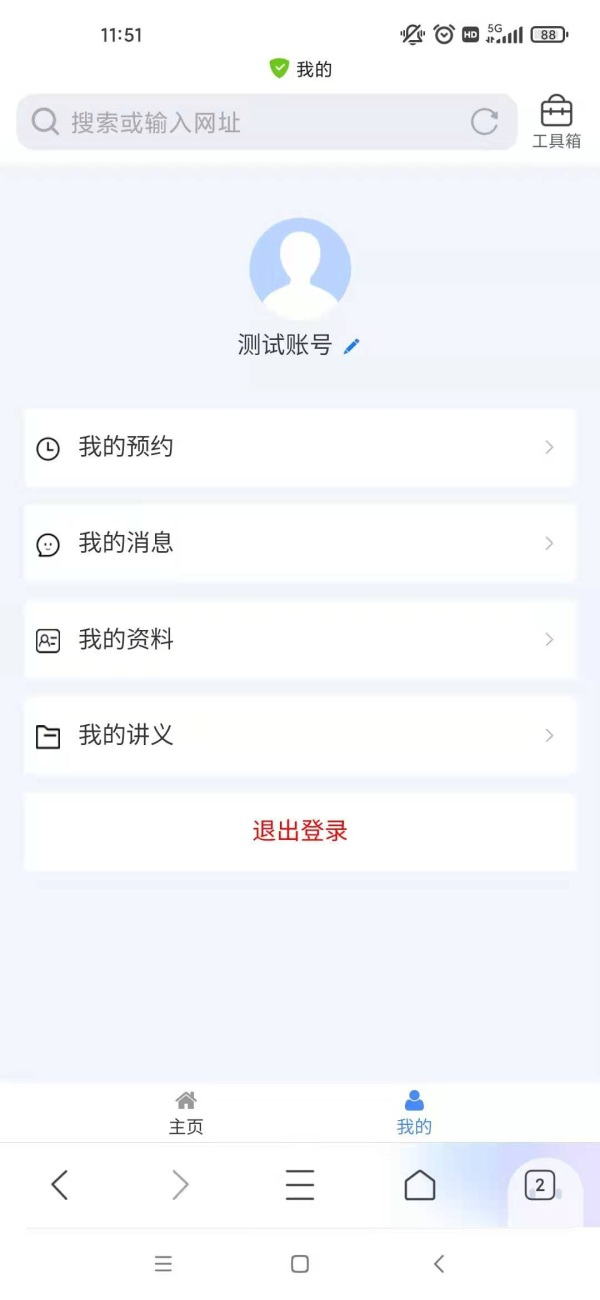 11:51
HD 5G 88
我的
搜索或输入网址
工具箱
测试账号
我的预约
我的消息
我的资料
我的讲义
退出登录
主页
我的
2